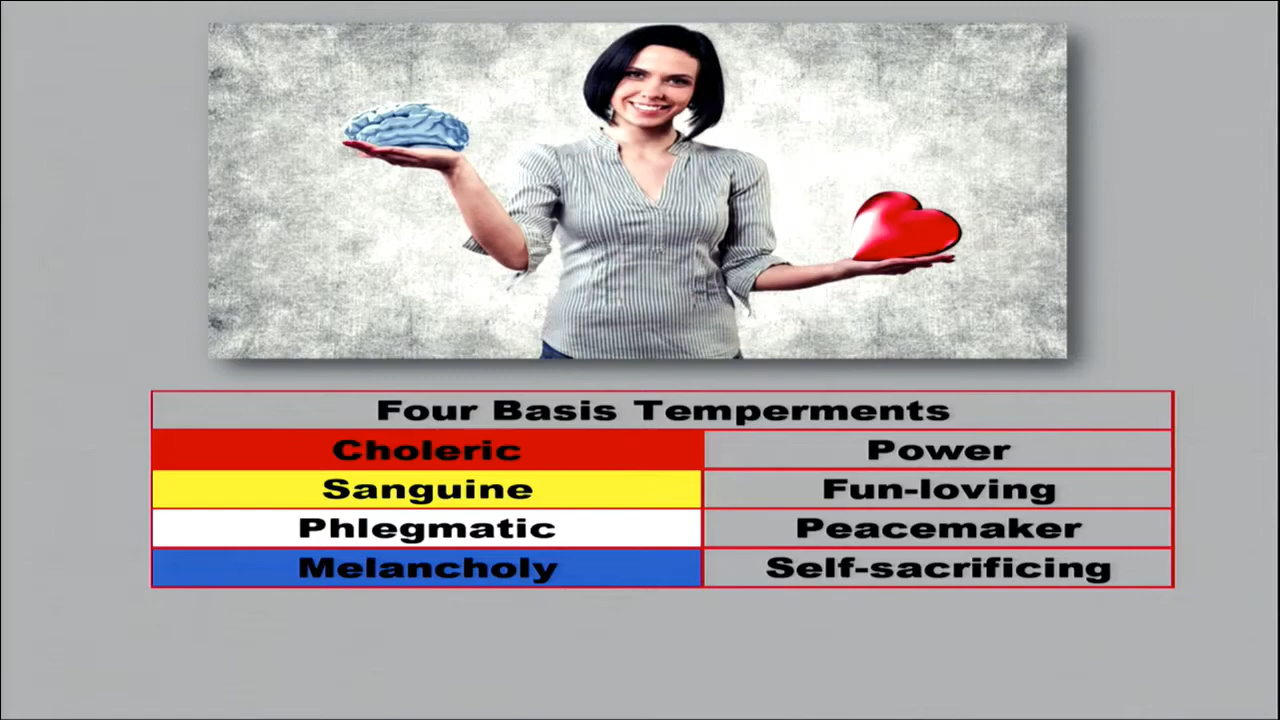 Four Basis Temperments
Choleric Power
Sanguine Fun-loving
Phlegmatic Peacemaker
Melancholy Self-sacrificing